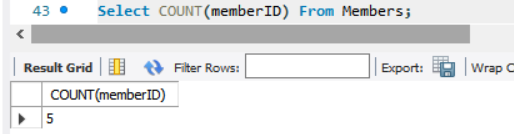 43 Select COUNT(memberID) From Members;
Result Grid Filter Rows: Export: Wrap C
COUNT(memberID)
5